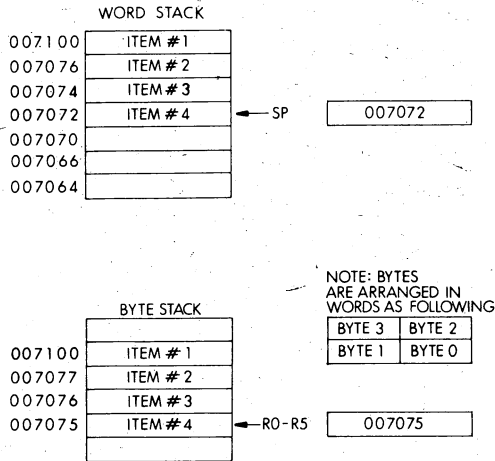 WORD STACK
007100 ITEM #1
007076 ITEM #2
007074 ITEM #3
007072 ITEM #4 SP 007072
007070
007066
007064
NOTE: BYTES
ARE ARRANGED IN
WORDS AS FOLLOWING
BYTE 3 BYTE 2
BYTE 1 BYTE 0
BYTE STACK
007100 ITEM #1
007077 ITEM #2
007076 ITEM #3
007075 ITEM #4 R0-R5 007075